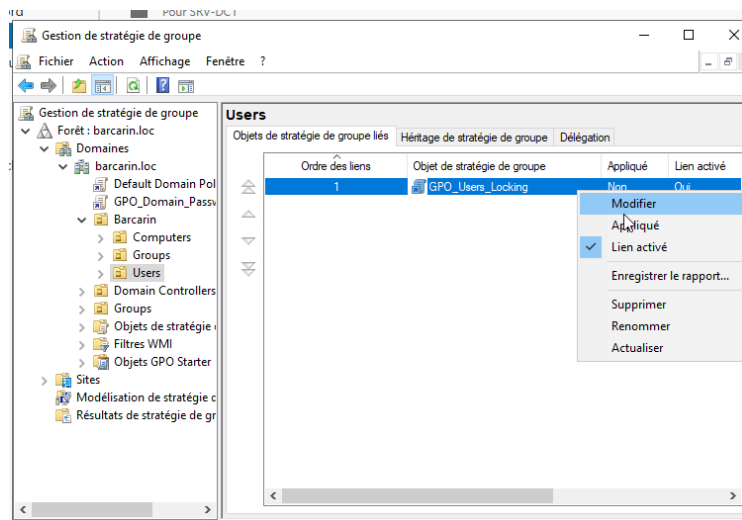 Pour SRV-DCT
Gestion de stratégie de groupe
Fichier Action Affichage Fenêtre ?
Gestion de stratégie de groupe
Forêt : barcarin.loc
Domaines
barcarin.loc
Default Domain Pol
GPO_Domain_Passv
Barcarin
Computers
Groups
Users
Domain Controllers
Groups
Objets de stratégie
Filtres WMI
Objets GPO Starter
Sites
Modélisation de stratégie c
Résultats de stratégie de gr
Users
Objets de stratégie de groupe liés Héritage de stratégie de groupe Délégation
Ordre des liens Objet de stratégie de groupe Appliqué Lien activé
1 GPO_Users_Locking Non Oui
Modifier
Appliqué
Lien activé
Enregistrer le rapport...
Supprimer
Renommer
Actualiser